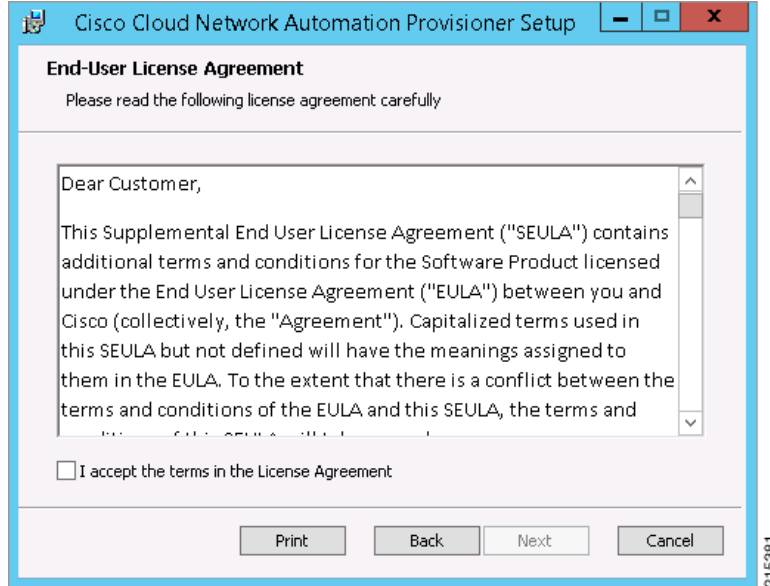 Cisco Cloud Network Automation Provisioner Setup
End-User License Agreement
Please read the following license agreement carefully
Dear Customer,
This Supplemental End User License Agreement ("SEULA") contains
additional terms and conditions for the Software Product licensed
under the End User License Agreement ("EULA") between you and
Cisco (collectively, the "Agreement"). Capitalized terms used in
this SEULA but not defined will have the meanings assigned to
them in the EULA. To the extent that there is a conflict between the
terms and conditions of the EULA and this SEULA, the terms and
I accept the terms in the License Agreement
Print Back Next Cancel